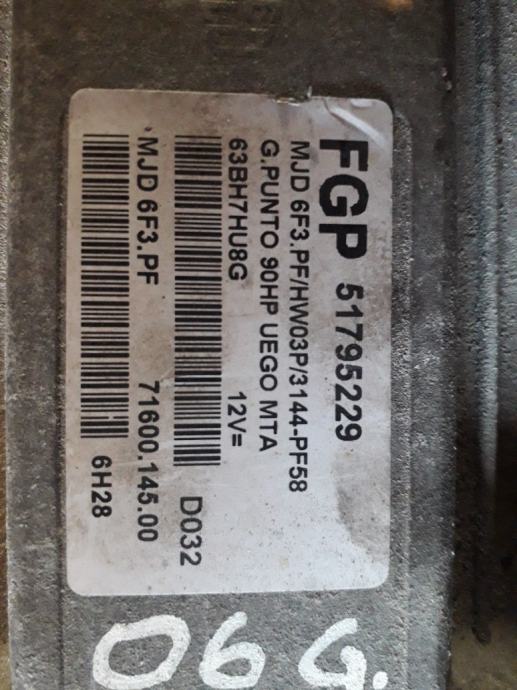 FGP 51795229
MJD 6F3.PF/HW03P/3144-PF58
G.PUNTO 90HP UEGO MTA
63BH7HU8G 12V=
D032
MJD 6F3.PF 71600.145.00
6H28
G. 90